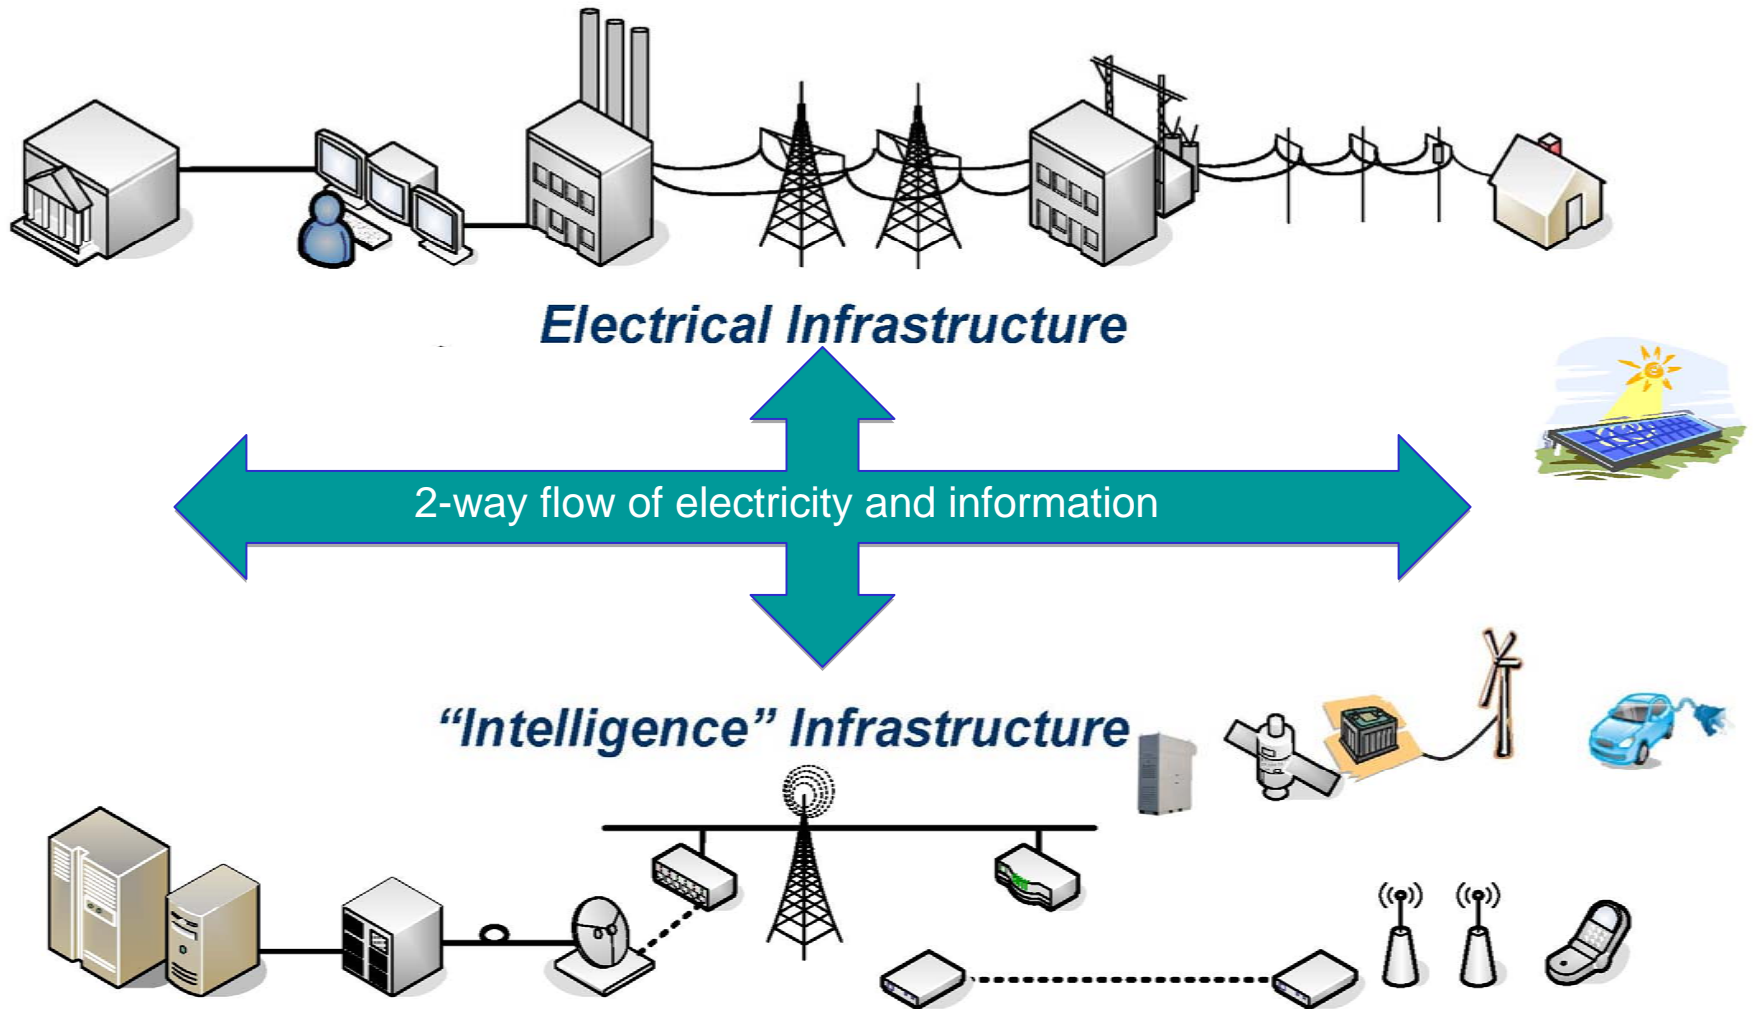 Electrical Infrastructure
2-way flow of electricity and information
“Intelligence” Infrastructure